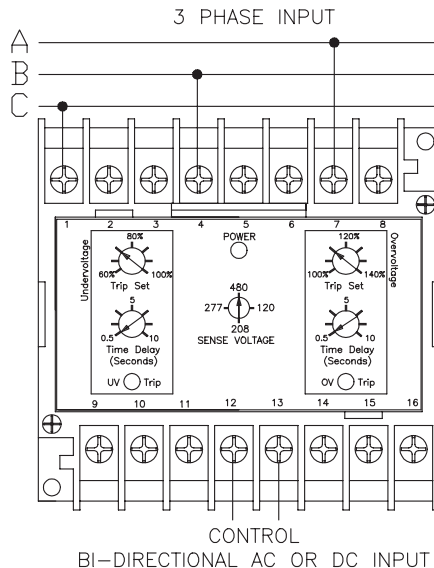 3 PHASE INPUT
A
B
C
1 2 3 4 5 6 7 8
Undervoltage
80%
60% 100%
Trip Set
5
0.5 10
Time Delay
(Seconds)
UV Trip
POWER
480
277 120
208
SENSE VOLTAGE
Overvoltage
120%
100% 140%
Trip Set
5
0.5 10
Time Delay
(Seconds)
OV Trip
9 10 11 12 13 14 15 16
CONTROL
BI-DIRECTIONAL AC OR DC INPUT